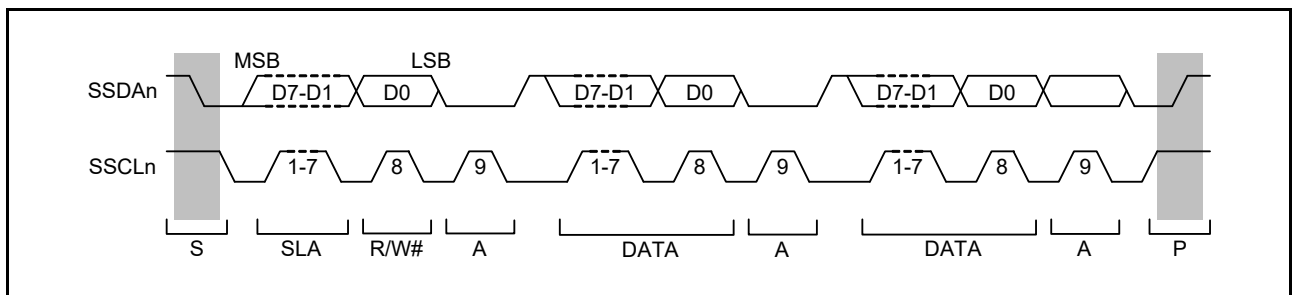 MSB LSB
SSDAn D7-D1 D0 D7-D1 D0 D7-D1 D0
SSCLn 1-7 8 9 1-7 8 9 1-7 8 9
S SLA R/W# A DATA A DATA A P